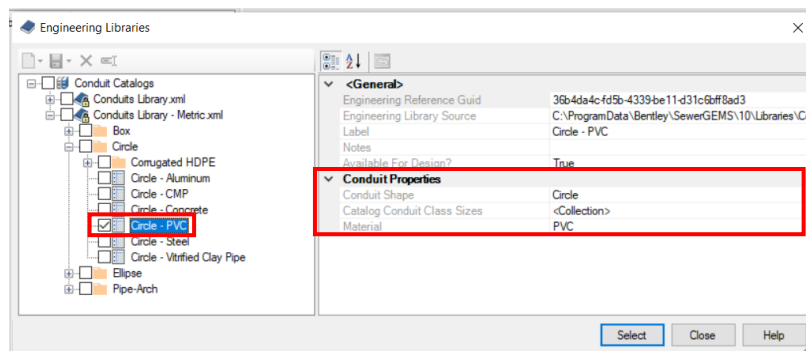 Engineering Libraries
Conduit Catalogs
Conduits Library.xml
Conduits Library - Metric.xml
Box
Circle
Corrugated HDPE
Circle - Aluminum
Circle - CMP
Circle - Concrete
Circle - PVC
Circle - Steel
Circle - Vitrified Clay Pipe
Ellipse
Pipe-Arch
<General>
Engineering Reference Guid 36b4da4c-fd5b-4339-be11-d31c6bff8ad3
Engineering Library Source C:\ProgramData\Bentley\SewerGEMS\10\Libraries\Co
Label Circle - PVC
Notes
Available For Design? True
Conduit Properties
Conduit Shape Circle
Catalog Conduit Class Sizes <Collection>
Material PVC
Select Close Help